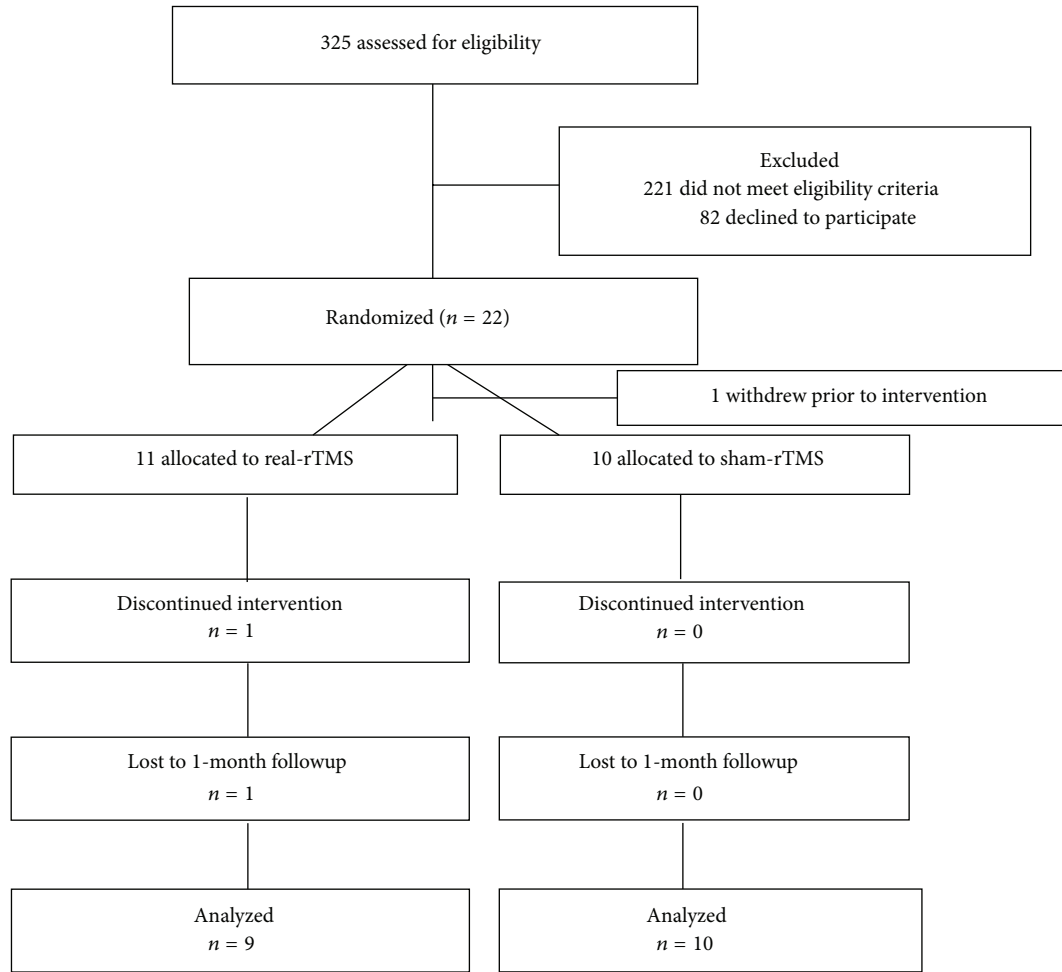 325 assessed for eligibility
Excluded
221 did not meet eligibility criteria
82 declined to participate
Randomized (n = 22)
1 withdrew prior to intervention
11 allocated to real-rTMS
10 allocated to sham-rTMS
Discontinued intervention
n = 1
Discontinued intervention
n = 0
Lost to 1-month followup
n = 1
Lost to 1-month followup
n = 0
Analyzed
n = 9
Analyzed
n = 10